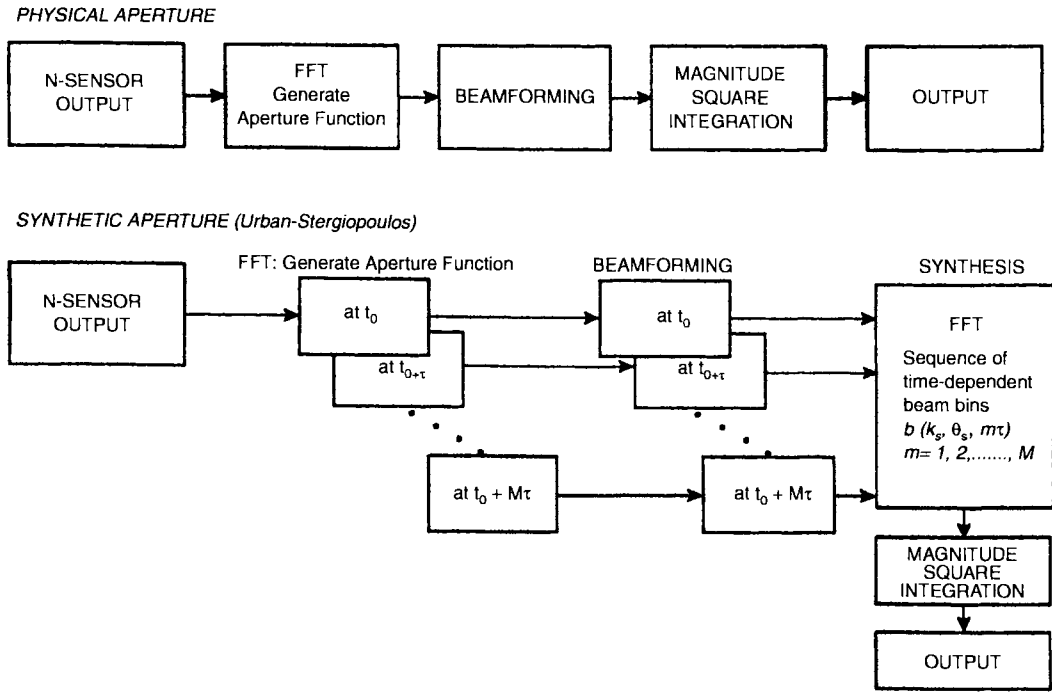 PHYSICAL APERTURE
N-SENSOR
OUTPUT
FFT
Generate
Aperture Function
BEAMFORMING
MAGNITUDE
SQUARE
INTEGRATION
OUTPUT
SYNTHETIC APERTURE (Urban-Stergiopoulos)
N-SENSOR
OUTPUT
FFT: Generate Aperture Function
at t₀
at t₀₊τ
at t₀ + Mτ
BEAMFORMING
at t₀
at t₀₊τ
at t₀ + Mτ
SYNTHESIS
FFT
Sequence of
time-dependent
beam bins
b (kₛ, θₛ, mτ)
m= 1, 2,......., M
MAGNITUDE
SQUARE
INTEGRATION
OUTPUT